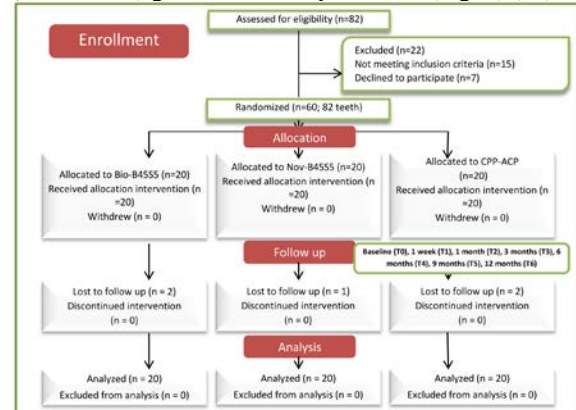 Assessed for eligibility (n=82)
Enrollment
Excluded (n=22)
Not meeting inclusion criteria (n=15)
Declined to participate (n=7)
Randomized (n=60; 82 teeth)
Allocation
Allocated to Bio-B45S5 (n=20)
Received allocation intervention (n
=20)
Withdrew (n = 0)
Allocated to Nov-B45S5 (n=20)
Received allocation intervention (n
=20)
Withdrew (n = 0)
Allocated to CPP-ACP
(n=20)
Received allocation intervention (n
=20)
Withdrew (n = 0)
Follow up
Baseline (T0), 1 week (T1), 1 month (T2), 3 months (T3), 6
months (T4), 9 months (T5), 12 months (T6)
Lost to follow up (n = 2)
Discontinued intervention
(n = 0)
Lost to follow up (n = 1)
Discontinued intervention
(n = 0)
Lost to follow up (n = 2)
Discontinued intervention
(n = 0)
Analysis
Analyzed (n = 20)
Excluded from analysis (n = 0)
Analyzed (n = 20)
Excluded from analysis (n = 0)
Analyzed (n = 20)
Excluded from analysis (n = 0)